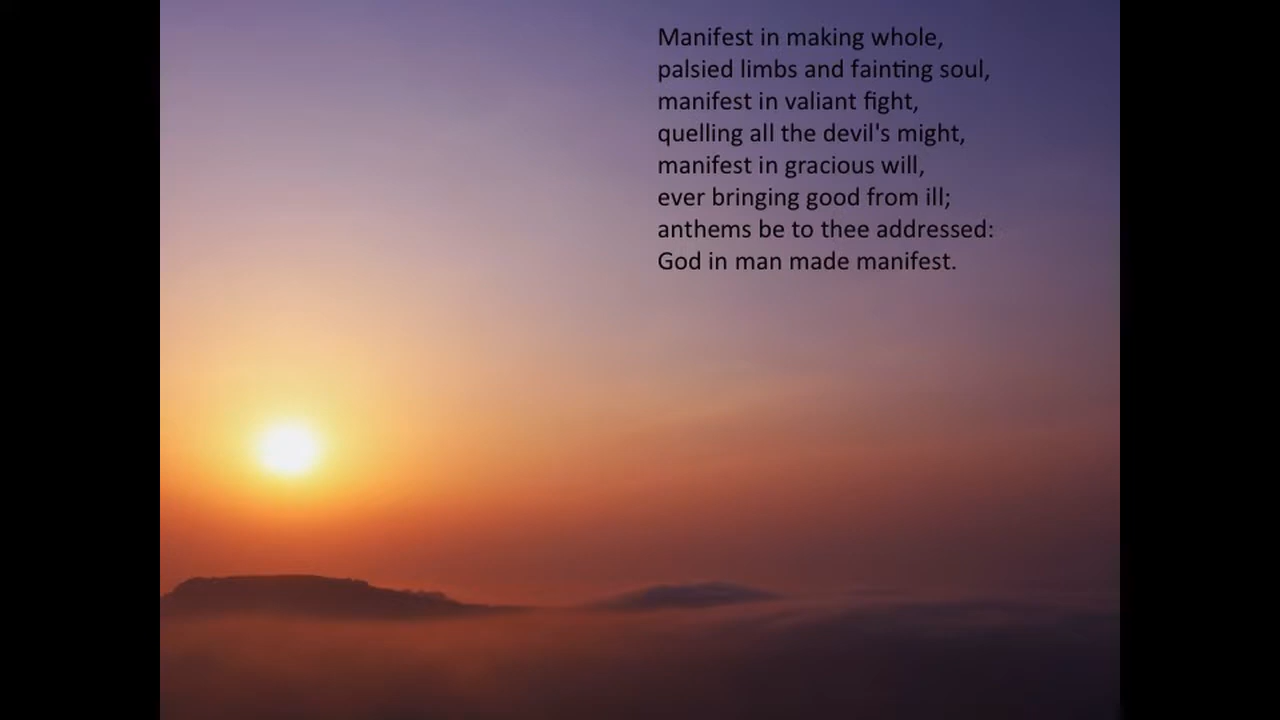 Manifest in making whole,
palsied limbs and fainting soul,
manifest in valiant fight,
quelling all the devil's might,
manifest in gracious will,
ever bringing good from ill;
anthems be to thee addressed:
God in man made manifest.